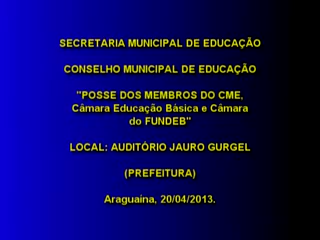 SECRETARIA MUNICIPAL DE EDUCAÇÃO
CONSELHO MUNICIPAL DE EDUCAÇÃO
"POSSE DOS MEMBROS DO CME,
Câmara Educação Básica e Câmara
do FUNDEB"
LOCAL: AUDITÓRIO JAURO GURGEL
(PREFEITURA)
Araguaína, 20/04/2013.